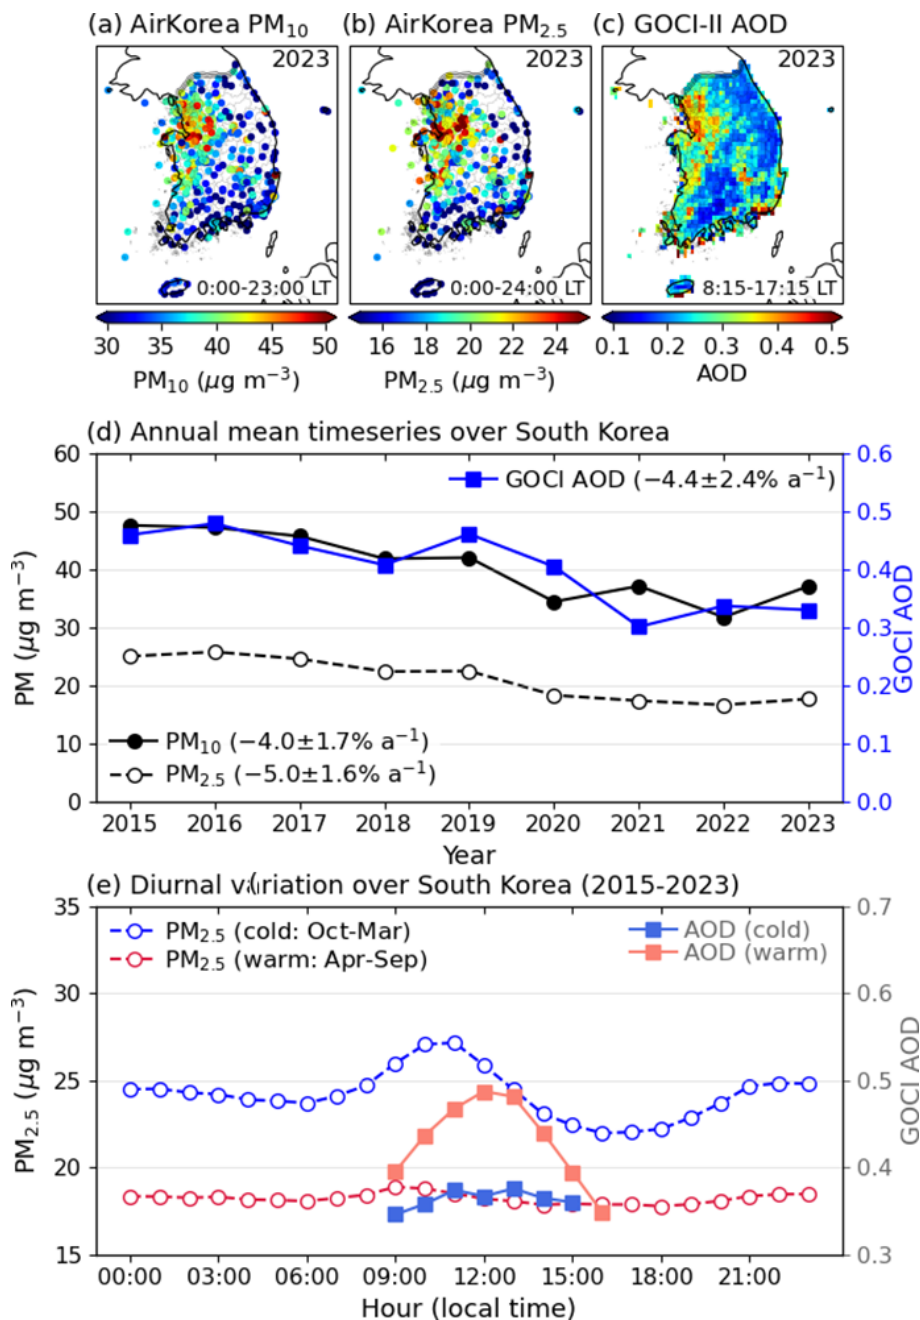 (a) AirKorea PM₁₀ (b) AirKorea PM₂.₅ (c) GOCI-II AOD
2023 2023 2023
0:00-23:00 LT 0:00-24:00 LT 8:15-17:15 LT
30 35 40 45 50 16 18 20 22 24 0.1 0.2 0.3 0.4 0.5
PM₁₀ (μg m⁻³) PM₂.₅ (μg m⁻³) AOD
(d) Annual mean timeseries over South Korea
GOCI AOD (−4.4±2.4% a⁻¹)
PM₁₀ (−4.0±1.7% a⁻¹)
PM₂.₅ (−5.0±1.6% a⁻¹)
60
50
40
30
20
10
0
PM (μg m⁻³)
0.6
0.5
0.4
0.3
0.2
0.1
0.0
GOCI AOD
2015 2016 2017 2018 2019 2020 2021 2022 2023
Year
(e) Diurnal variation over South Korea (2015-2023)
PM₂.₅ (cold: Oct-Mar) AOD (cold)
PM₂.₅ (warm: Apr-Sep) AOD (warm)
35
30
25
20
15
PM₂.₅ (μg m⁻³)
0.7
0.6
0.5
0.4
0.3
GOCI AOD
00:00 03:00 06:00 09:00 12:00 15:00 18:00 21:00
Hour (local time)